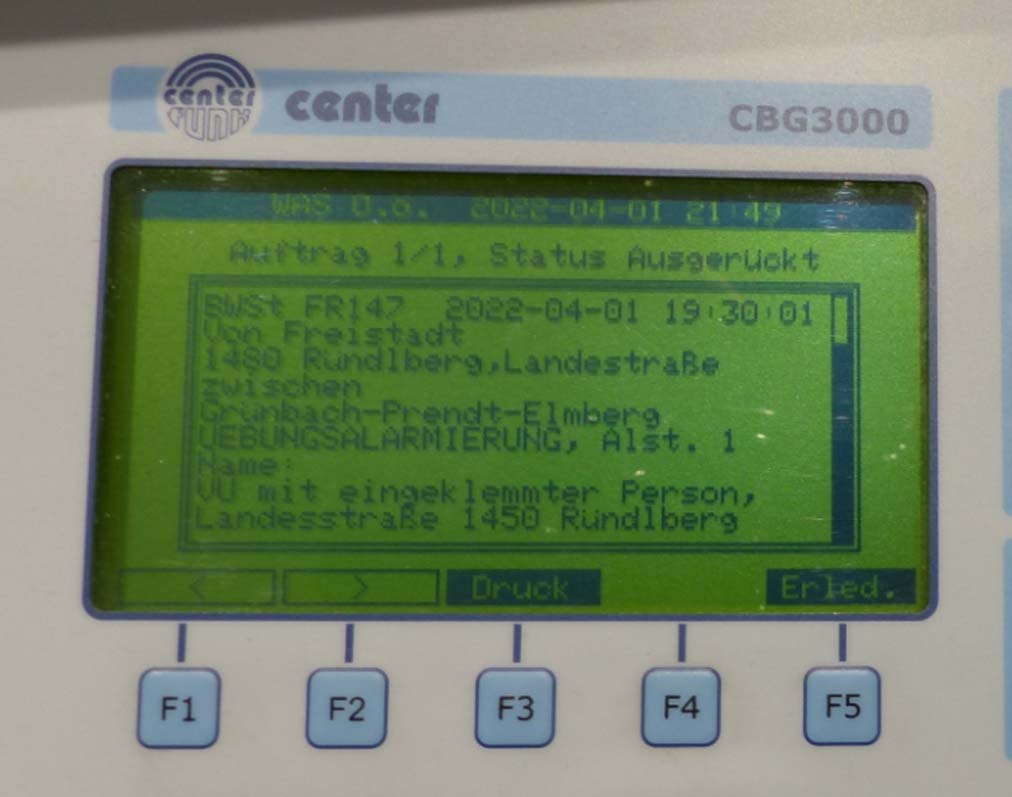 center
FUNK
center
CBG3000
WAS O.ö. 2022-04-01 21:49
Auftrag 1/1, Status Ausgerückt
BWSt FR147 2022-04-01 19:30:01
Von Freistadt
1480 Ründlberg,Landestraße
zwischen
Grünbach-Prendt-Elmberg
UEBUNGSALARMIERUNG, Alst. 1
Name:
VU mit eingeklemmter Person,
Landesstraße 1450 Ründlberg
< > Druck Erled.
F1 F2 F3 F4 F5